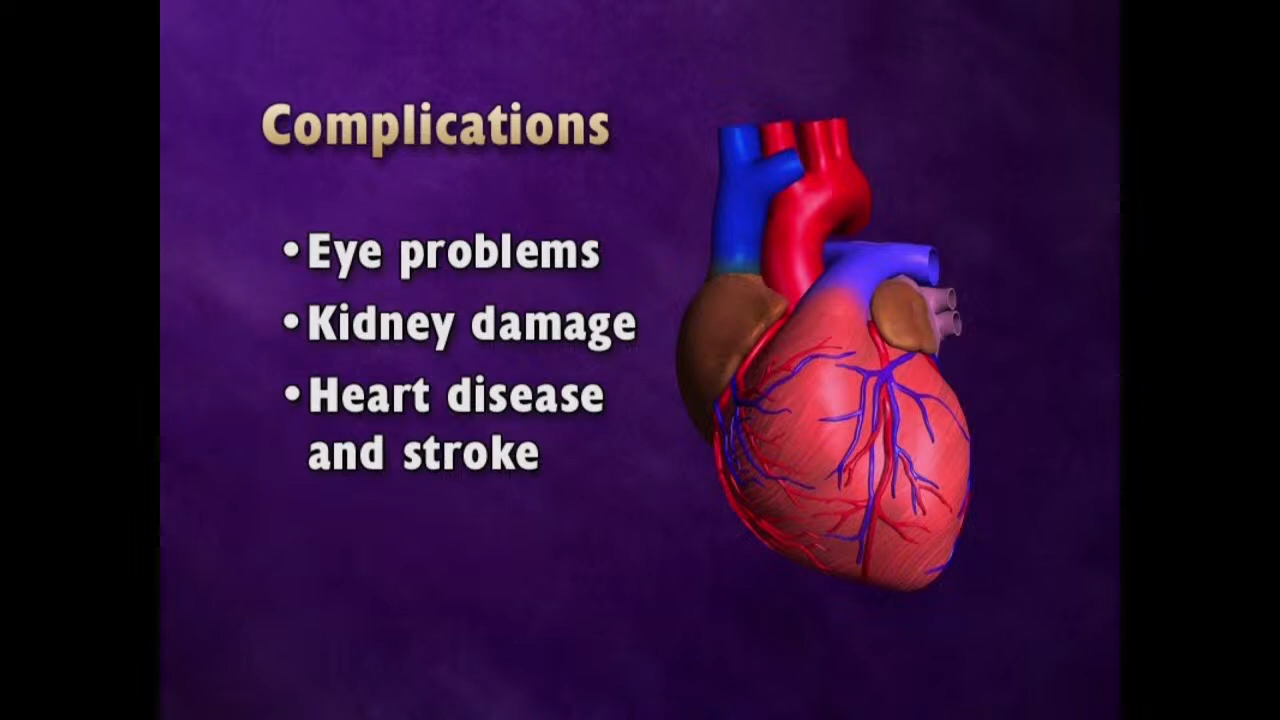 Complications
• Eye problems
• Kidney damage
• Heart disease
and stroke